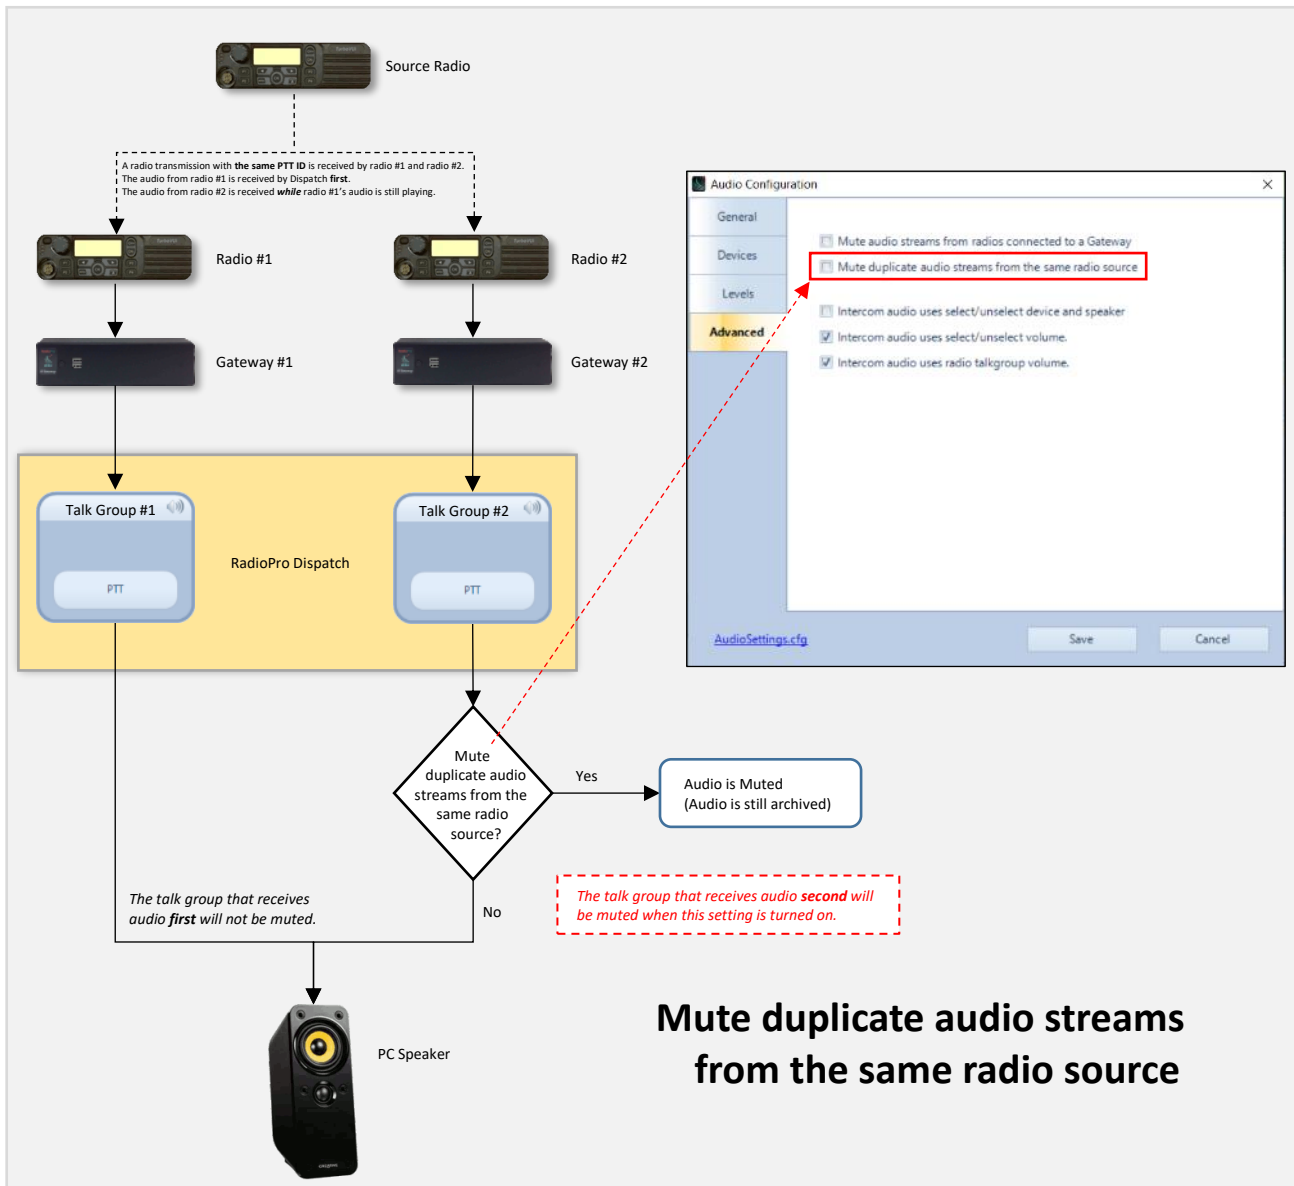 Source Radio
A radio transmission with the same PTT ID is received by radio #1 and radio #2.
The audio from radio #1 is received by Dispatch first.
The audio from radio #2 is received while radio #1's audio is still playing.
Radio #1
Radio #2
Gateway #1
Gateway #2
Talk Group #1
PTT
RadioPro Dispatch
Talk Group #2
PTT
Audio Configuration
General
Devices
Levels
Advanced
Mute audio streams from radios connected to a Gateway
Mute duplicate audio streams from the same radio source
Intercom audio uses select/unselect device and speaker
Intercom audio uses select/unselect volume.
Intercom audio uses radio talkgroup volume.
AudioSettings.cfg
Save
Cancel
Mute
duplicate audio
streams from the
same radio
source?
Yes
Audio is Muted
(Audio is still archived)
No
The talk group that receives
audio first will not be muted.
The talk group that receives audio second will
be muted when this setting is turned on.
PC Speaker
Mute duplicate audio streams
from the same radio source